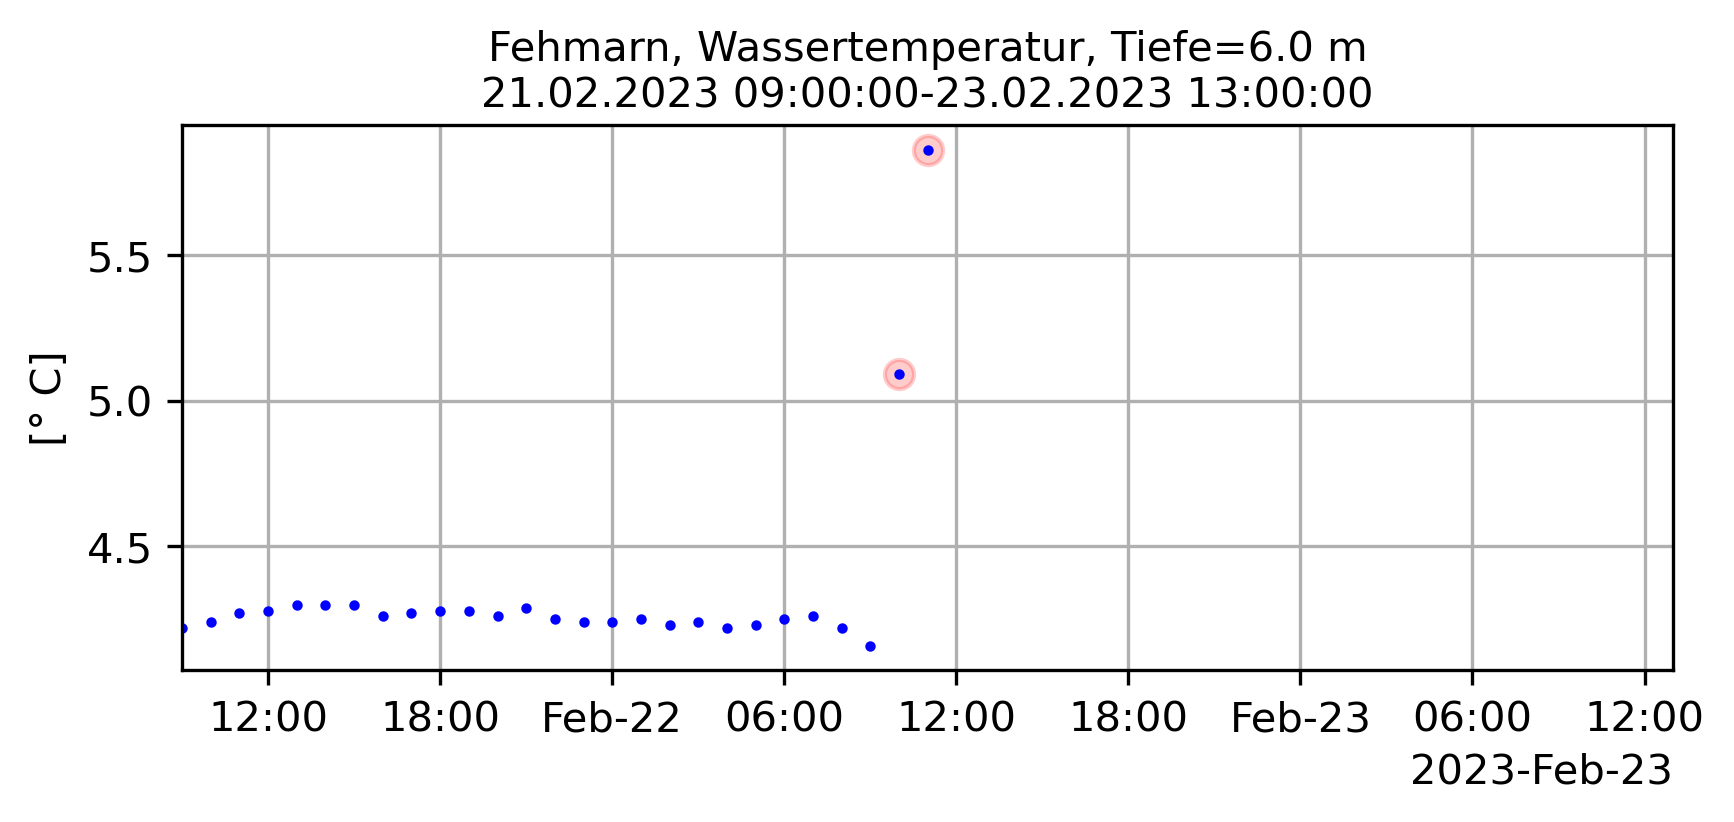 Fehmarn, Wassertemperatur, Tiefe=6.0 m
21.02.2023 09:00:00-23.02.2023 13:00:00
[° C]
5.5
5.0
4.5
12:00 18:00 Feb-22 06:00 12:00 18:00 Feb-23 06:00 12:00
2023-Feb-23